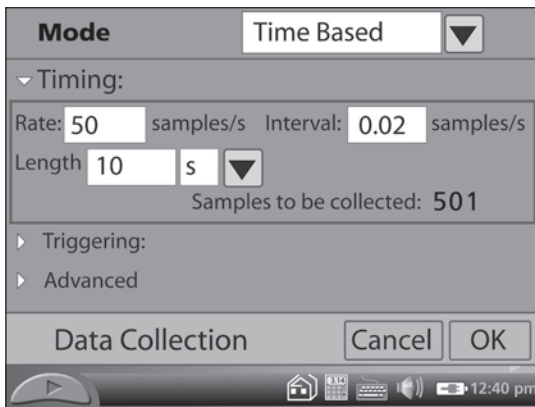 Mode Time Based
Timing:
Rate: 50 samples/s Interval: 0.02 samples/s
Length 10 s
Samples to be collected: 501
Triggering:
Advanced
Data Collection Cancel OK
3.14 12:40 pm